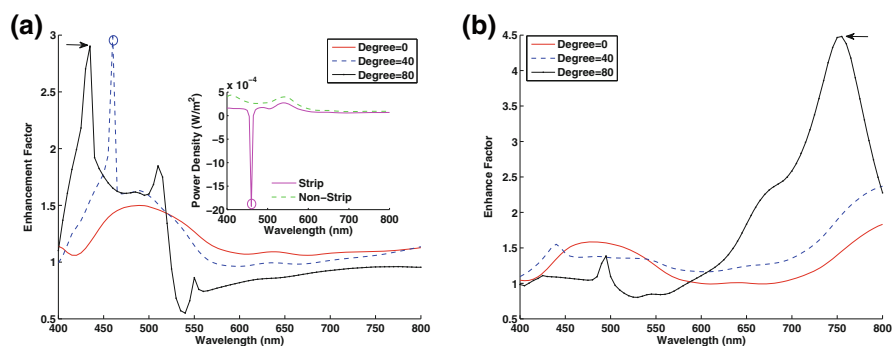 (a)
3
2.5
2
1.5
1
0.5
Enhancement Factor
400 450 500 550 600 650 700 750 800
Wavelength (nm)
Degree=0
Degree=40
Degree=80
x 10⁻⁴
5
0
−5
−10
−15
−20
Power Density (W/m²)
Strip
Non−Strip
400 500 600 700 800
Wavelength (nm)
(b)
4.5
4
3.5
3
2.5
2
1.5
1
0.5
Enhance Factor
Degree=0
Degree=40
Degree=80
400 450 500 550 600 650 700 750 800
Wavelength (nm)